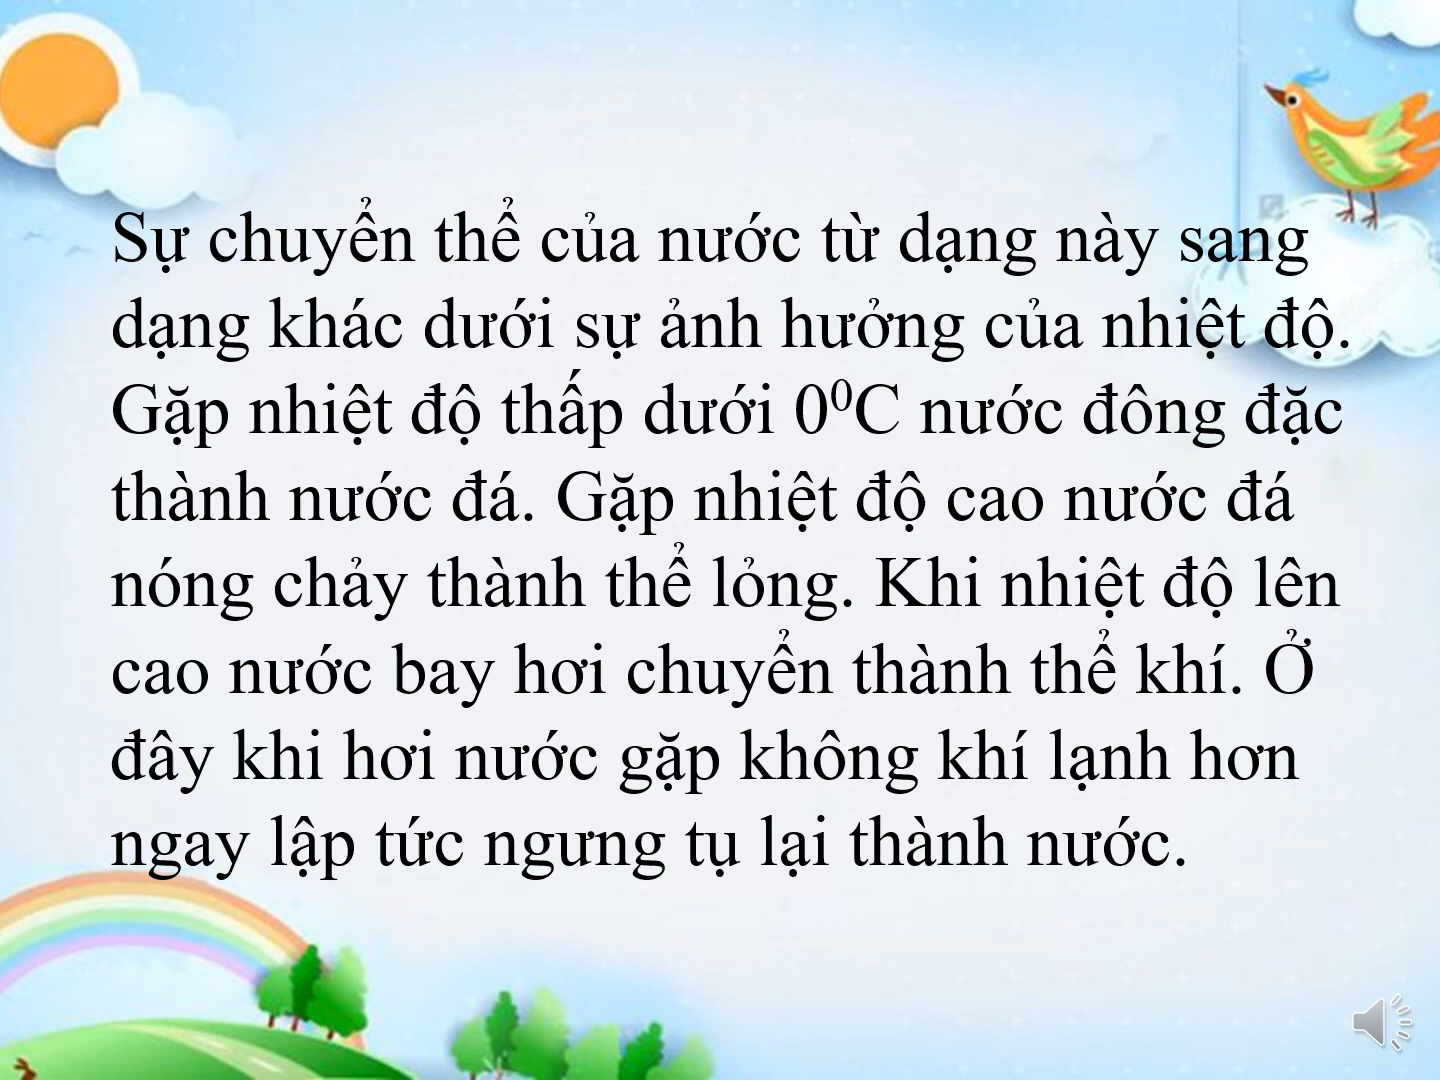 Sự chuyển thể của nước từ dạng này sang
dạng khác dưới sự ảnh hưởng của nhiệt độ.
Gặp nhiệt độ thấp dưới 0⁰C nước đông đặc
thành nước đá. Gặp nhiệt độ cao nước đá
nóng chảy thành thể lỏng. Khi nhiệt độ lên
cao nước bay hơi chuyển thành thể khí. Ở
đây khi hơi nước gặp không khí lạnh hơn
ngay lập tức ngưng tụ lại thành nước.